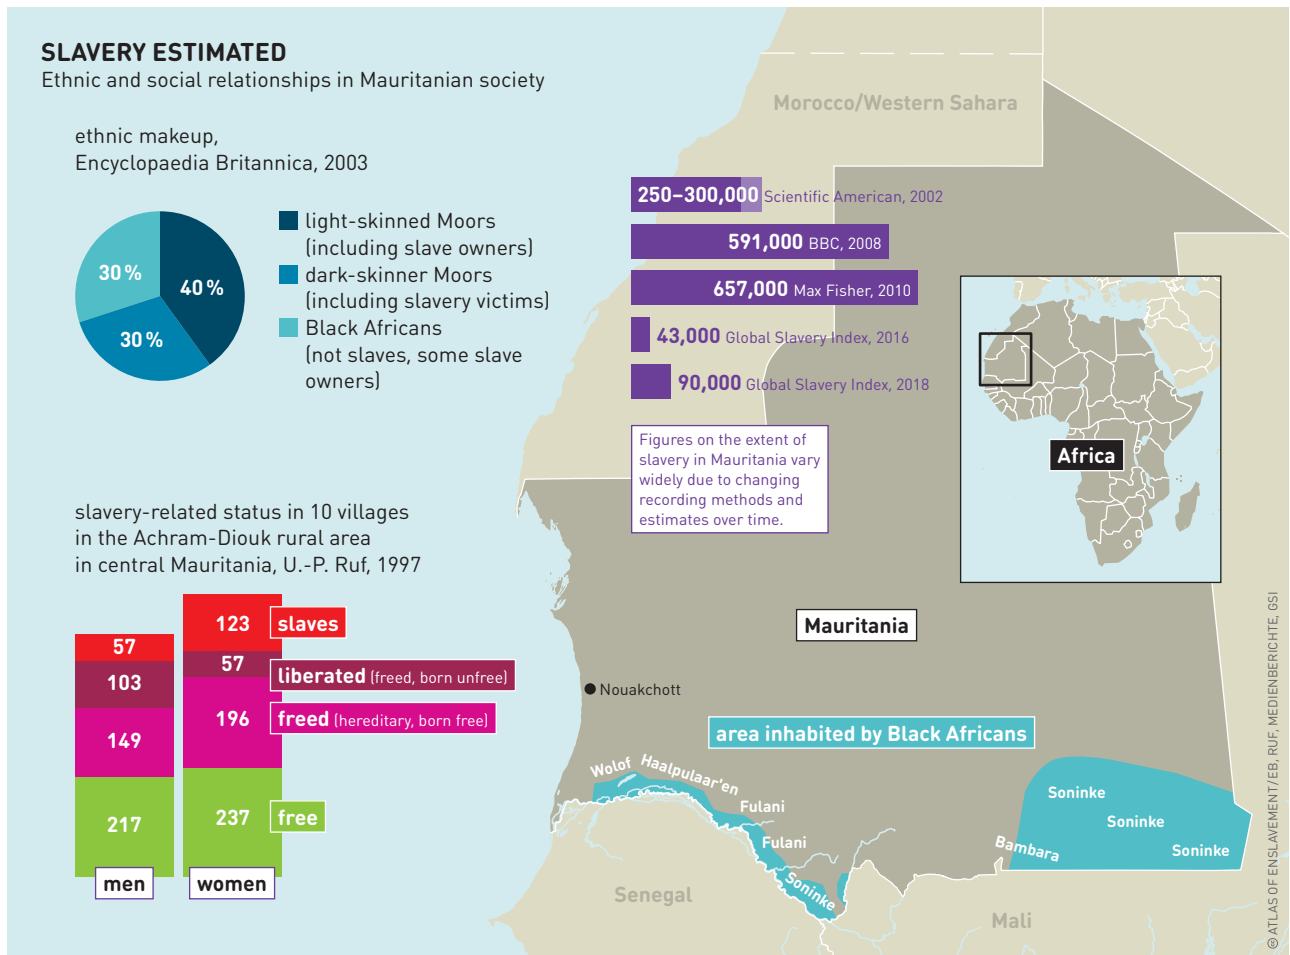 SLAVERY ESTIMATED
Ethnic and social relationships in Mauritanian society
ethnic makeup,
Encyclopaedia Britannica, 2003
30 %
40 %
30 %
light-skinned Moors
(including slave owners)
dark-skinner Moors
(including slavery victims)
Black Africans
(not slaves, some slave
owners)
Morocco/Western Sahara
250–300,000 Scientific American, 2002
591,000 BBC, 2008
657,000 Max Fisher, 2010
43,000 Global Slavery Index, 2016
90,000 Global Slavery Index, 2018
Figures on the extent of
slavery in Mauritania vary
widely due to changing
recording methods and
estimates over time.
Africa
slavery-related status in 10 villages
in the Achram-Diouk rural area
in central Mauritania, U.-P. Ruf, 1997
57
103
149
217
men
123
57
196
237
women
slaves
liberated (freed, born unfree)
freed (hereditary, born free)
free
Mauritania
Nouakchott
area inhabited by Black Africans
Wolof
Haalpulaar'en
Fulani
Fulani
Soninke
Soninke
Soninke
Soninke
Bambara
Senegal
Mali
cc ATLAS OF ENSLAVEMENT / EB, RUF, MEDIENBERICHTE, GSI